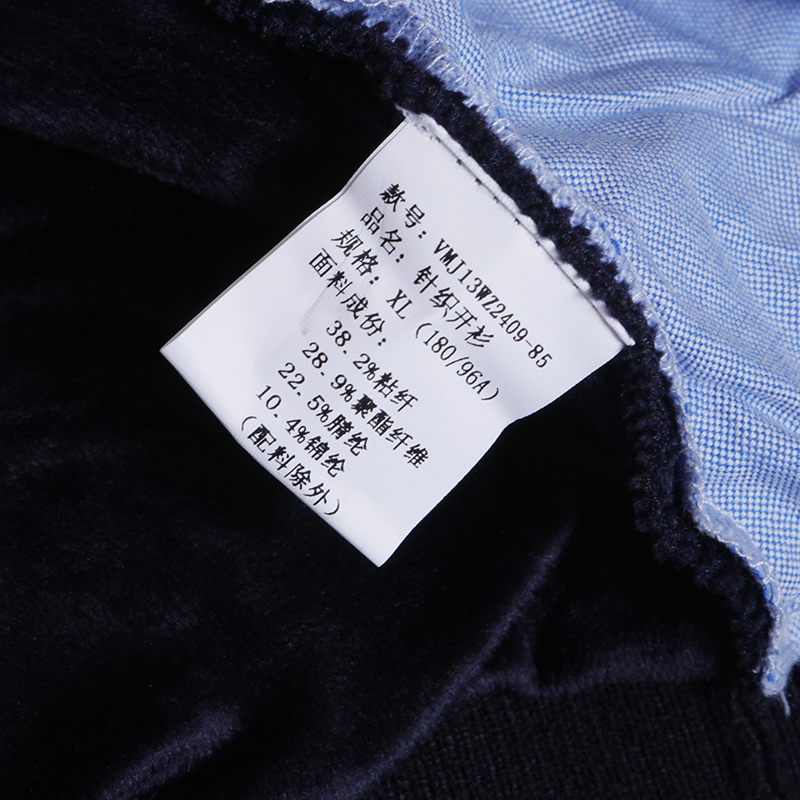 款号：VMJ13WZ2409-85
品名：针织开衫
规格：XL（180/96A）
面料成份：
38.2%粘纤
28.9%聚酯纤维
22.5%腈纶
10.4%锦纶
（配料除外）